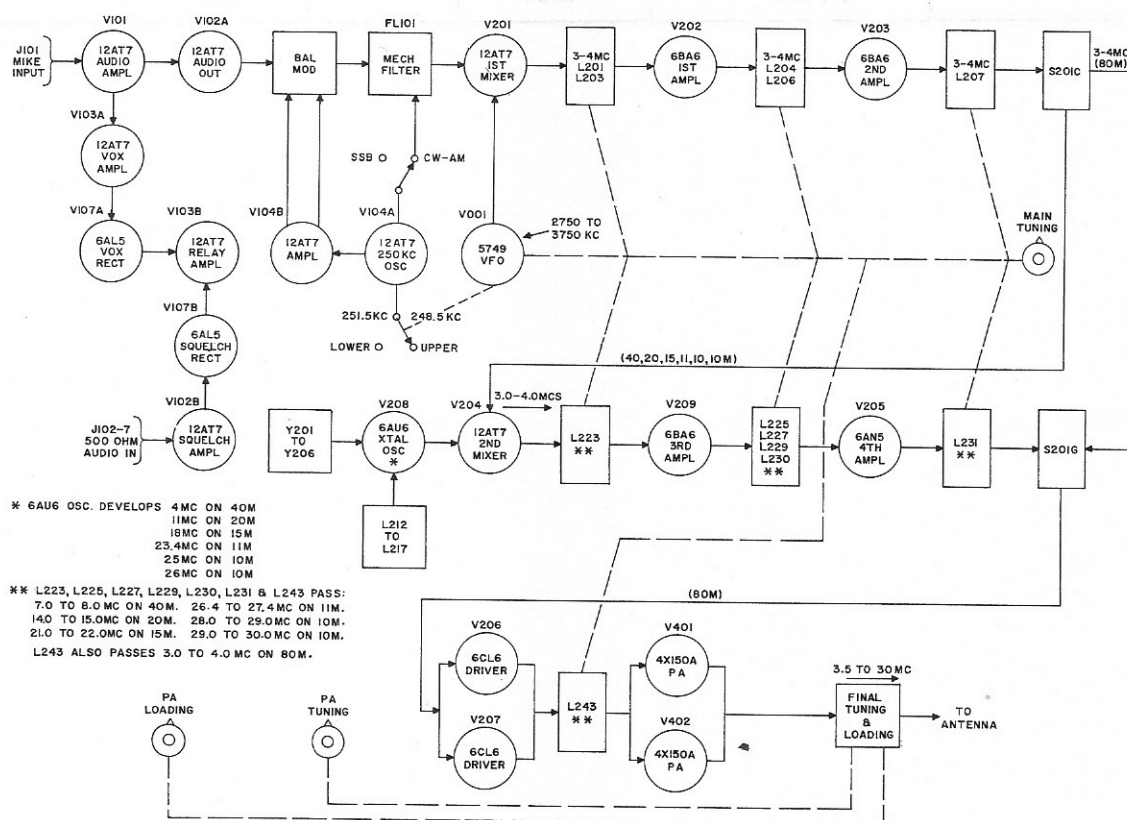 V101
V102A
FL101
V201
V202
V203
J101
MIKE
INPUT
12AT7
AUDIO
AMPL
12AT7
AUDIO
OUT
BAL
MOD
MECH
FILTER
12AT7
1ST
MIXER
3-4MC
L201
L203
6BA6
1ST
AMPL
3-4MC
L204
L206
6BA6
2ND
AMPL
3-4MC
L207
S201C
3-4MC
(80M)
V103A
12AT7
VOX
AMPL
SSB
CW-AM
V107A
V103B
V104B
V104A
V001
2750 TO
3750 KC
MAIN
TUNING
6AL5
VOX
RECT
12AT7
RELAY
AMPL
12AT7
AMPL
12AT7
250KC
OSC
5749
VFO
V107B
6AL5
SQUELCH
RECT
251.5KC
248.5KC
LOWER
UPPER
(40,20,15,11,10,10M)
V102B
V208
V204
3.0-4.0MCS
V209
V205
J102-7
500 OHM
AUDIO IN
12AT7
SQUELCH
AMPL
Y201
TO
Y206
6AU6
XTAL
OSC
*
12AT7
2ND
MIXER
L223
**
6BA6
3RD
AMPL
L225
L227
L229
L230
**
6AN5
4TH
AMPL
L231
**
S201G
L212
TO
L217
* 6AU6 OSC. DEVELOPS 4MC ON 40M
11MC ON 20M
18MC ON 15M
23.4MC ON 11M
25MC ON 10M
26MC ON 10M
** L223, L225, L227, L229, L230, L231 & L243 PASS:
7.0 TO 8.0 MC ON 40M. 26.4 TO 27.4 MC ON 11M.
14.0 TO 15.0MC ON 20M. 28.0 TO 29.0 MC ON 10M.
21.0 TO 22.0MC ON 15M. 29.0 TO 30.0 MC ON 10M.
L243 ALSO PASSES 3.0 TO 4.0 MC ON 80M.
(80M)
V206
6CL6
DRIVER
V401
4X150A
PA
3.5 TO 30 MC
PA
LOADING
PA
TUNING
L243
**
FINAL
TUNING
&
LOADING
TO
ANTENNA
V207
6CL6
DRIVER
V402
4X150A
PA